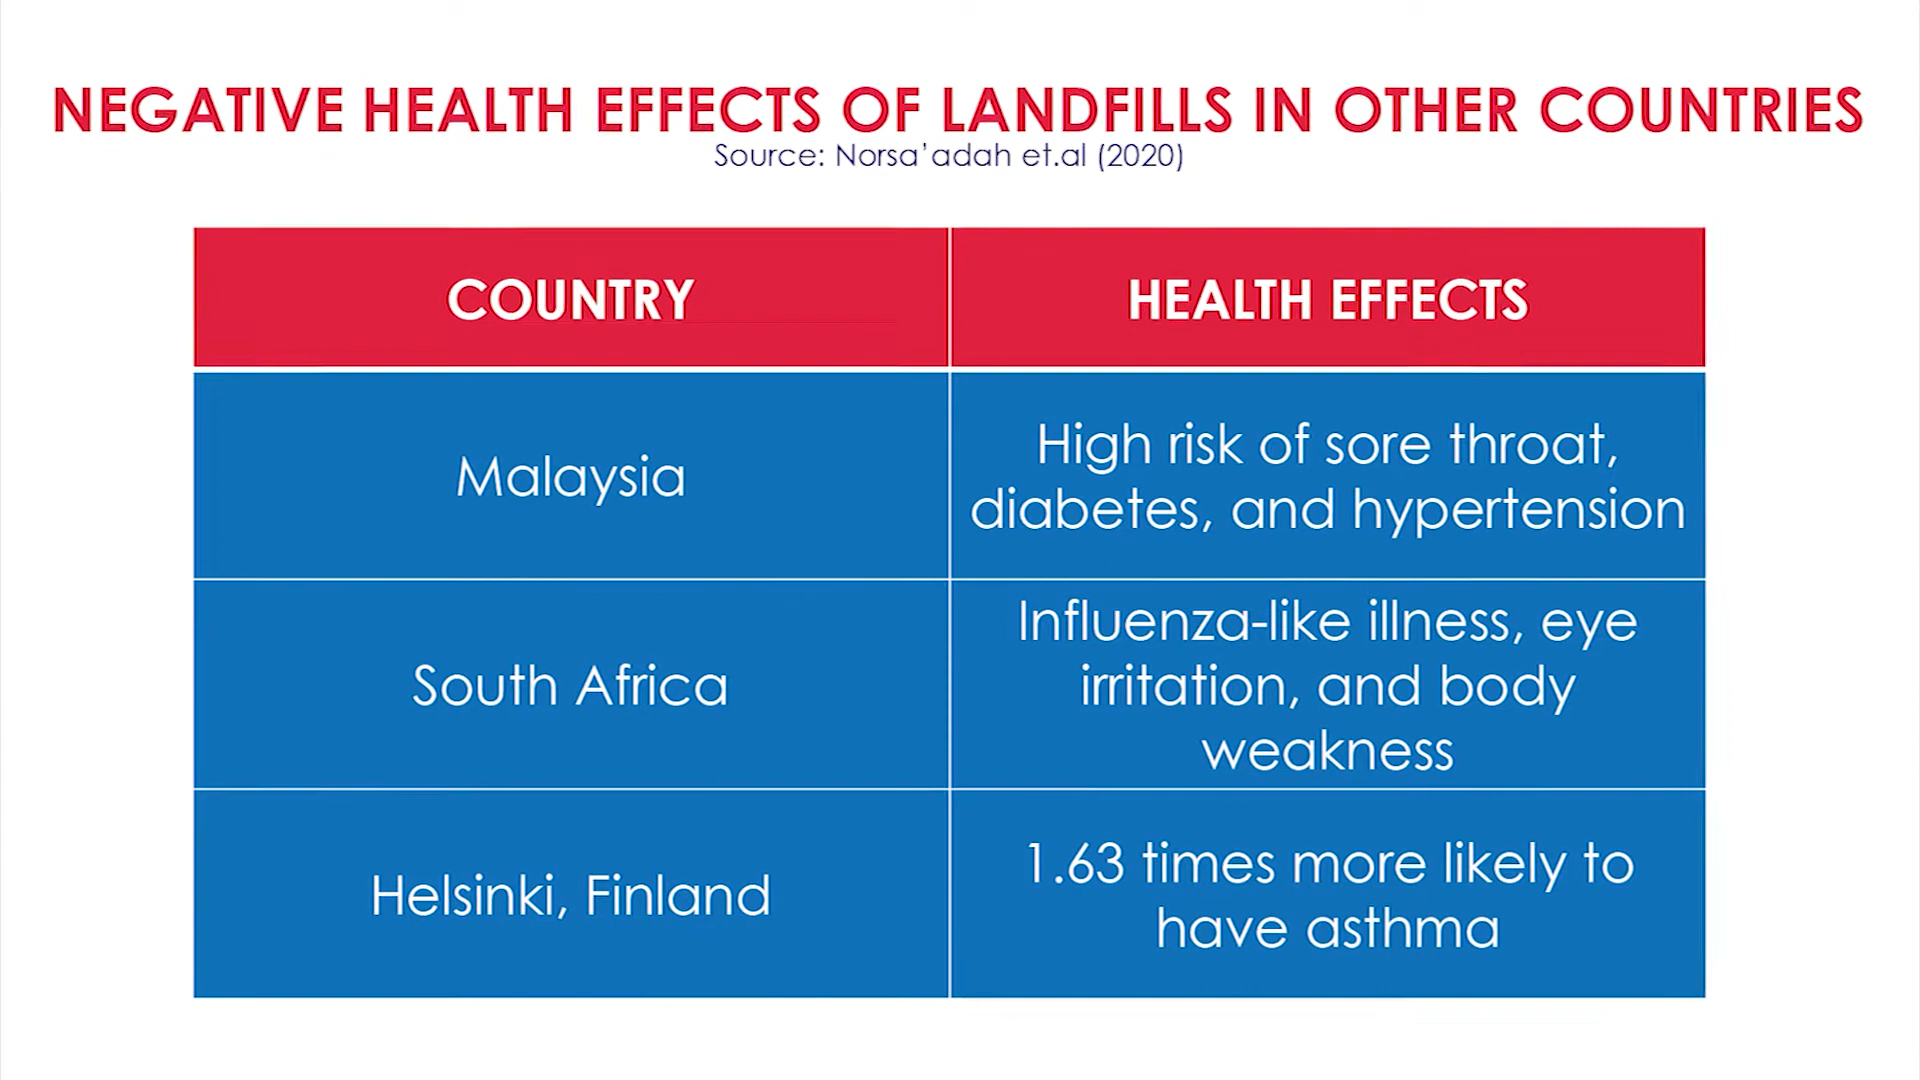 NEGATIVE HEALTH EFFECTS OF LANDFILLS IN OTHER COUNTRIES
Source: Norsa'adah et.al (2020)
COUNTRY
HEALTH EFFECTS
Malaysia
High risk of sore throat,
diabetes, and hypertension
South Africa
Influenza-like illness, eye
irritation, and body
weakness
Helsinki, Finland
1.63 times more likely to
have asthma